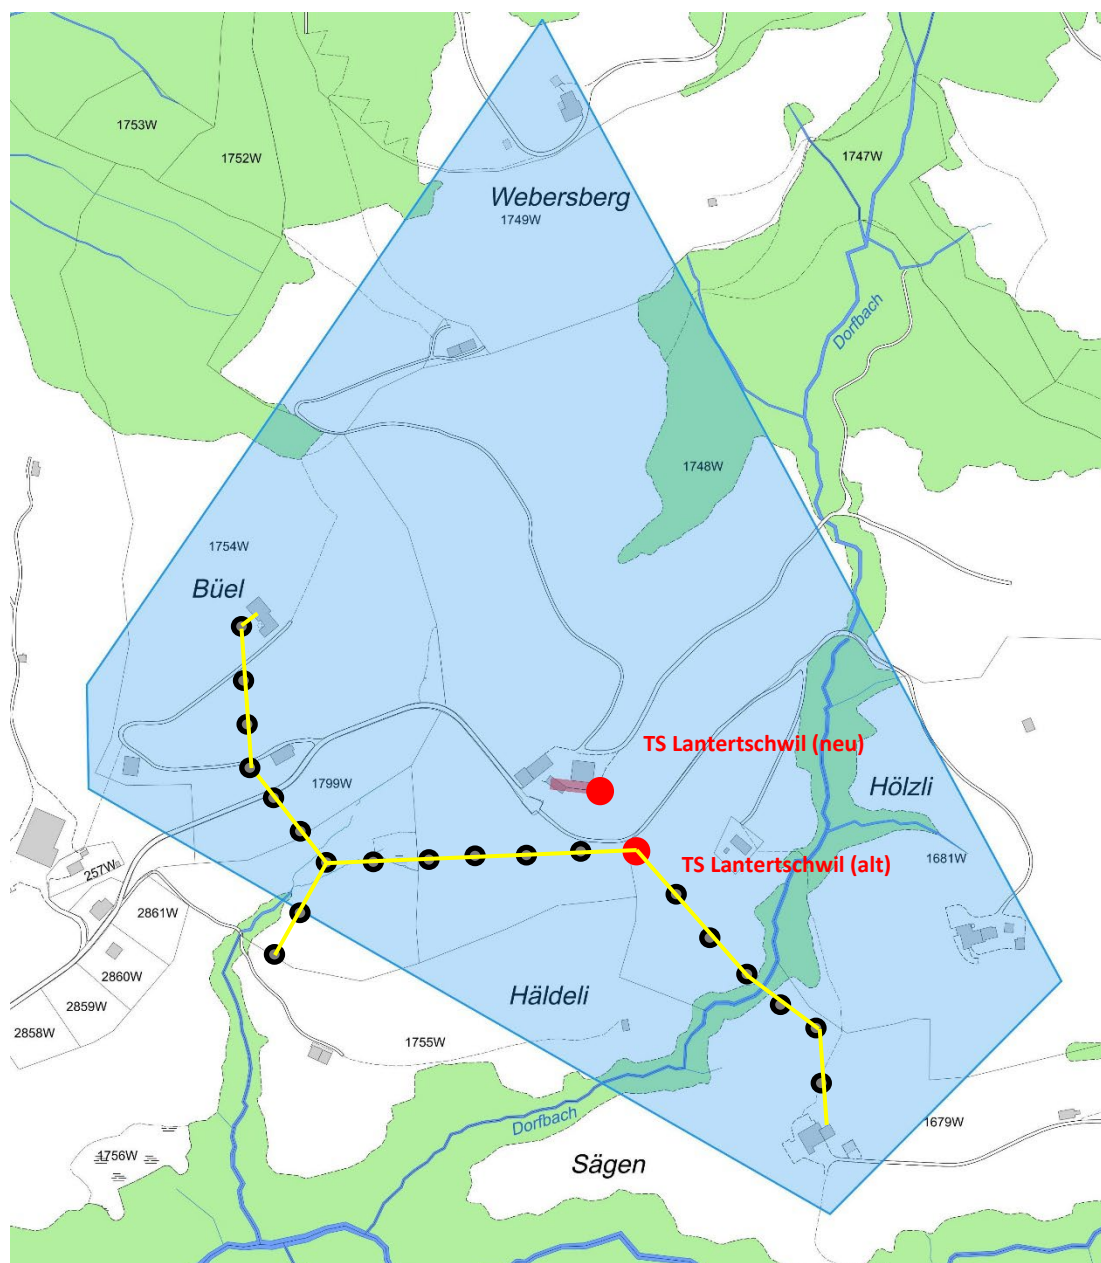 1753W
1752W
1747W
Webersberg
1749W
Dorfbach
1748W
1754W
Büel
TS Lantertschwil (neu)
1799W
Hölzli
257W
TS Lantertschwil (alt)
1681W
2861W
2860W
Häldeli
2859W
2858W
1755W
Dorfbach
1679W
1756W
Sägen